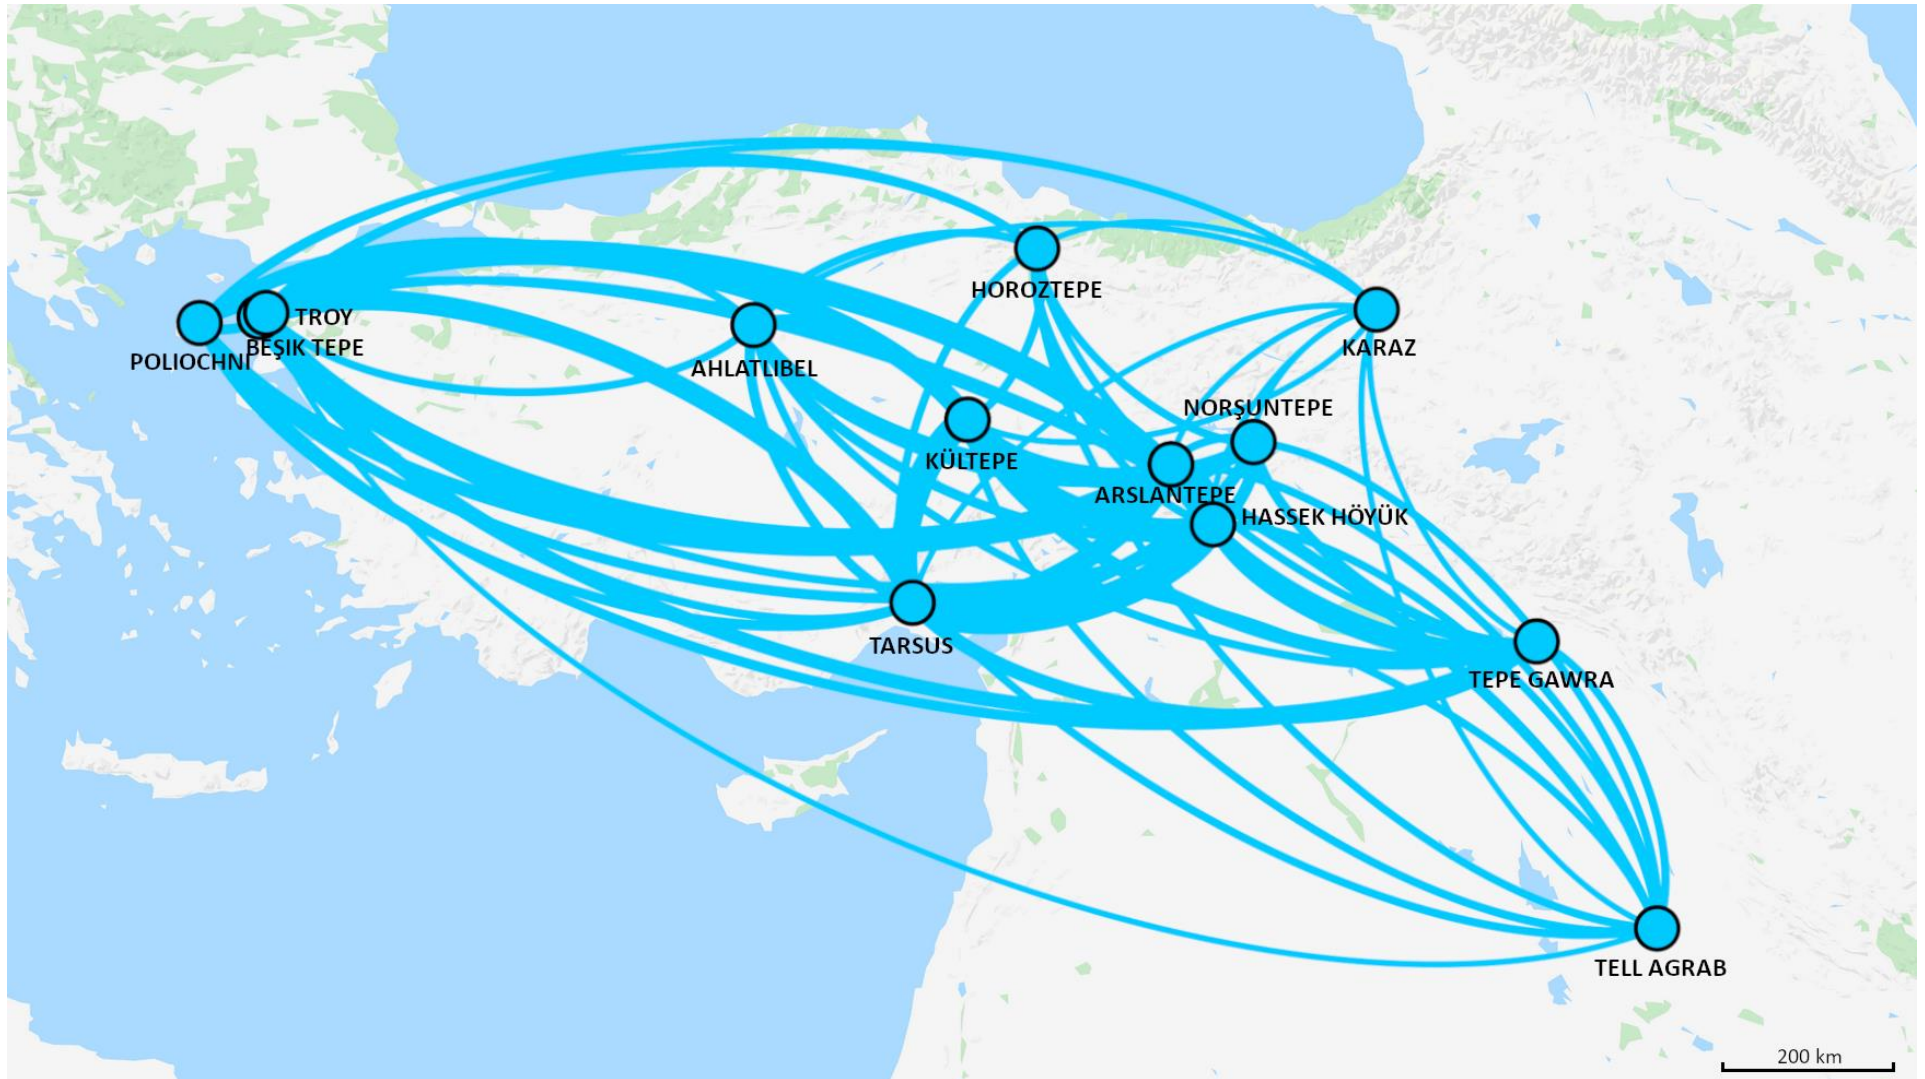 HOROZTEPE
TROY
BEŞIK TEPE
POLIOCHNI
KARAZ
AHLATLIBEL
NORŞUNTEPE
KÜLTEPE
ARSLANTEPE
HASSEK HÖYÜK
TARSUS
TEPE GAWRA
TELL AGRAB
200 km